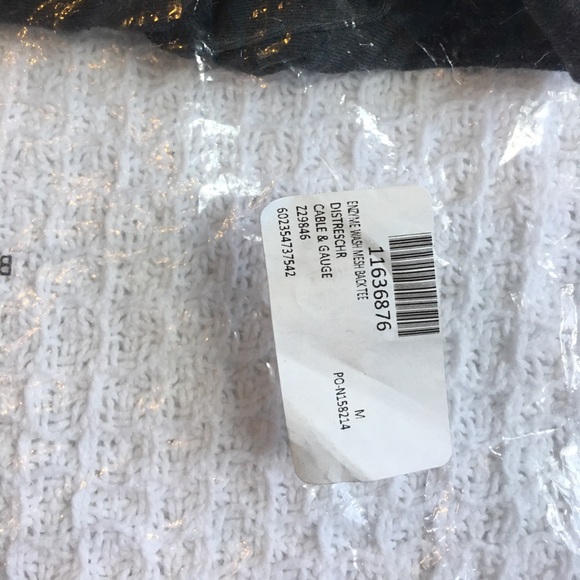 11636876
ENZYME WASH MESH BACK TEE
DISTRESCHR
CABLE & GAUGE
Z29846
602354737542
M
PO-N158214